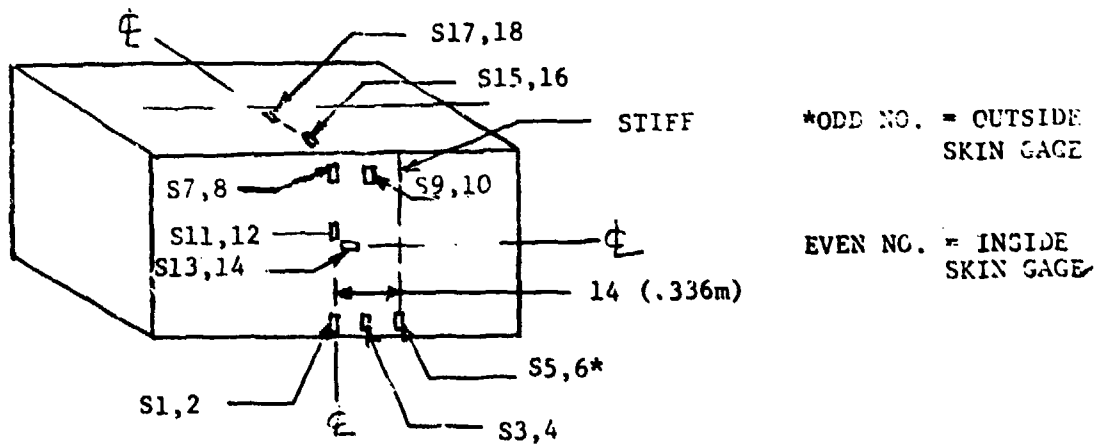 ℄
S17,18
S15,16
STIFF
*ODD NO. = OUTSIDE
SKIN GAGE
S7,8
S9,10
S11,12
℄
S13,14
EVEN NO. = INSIDE
SKIN GAGE
14 (.336m)
S5,6*
S1,2
℄
S3,4